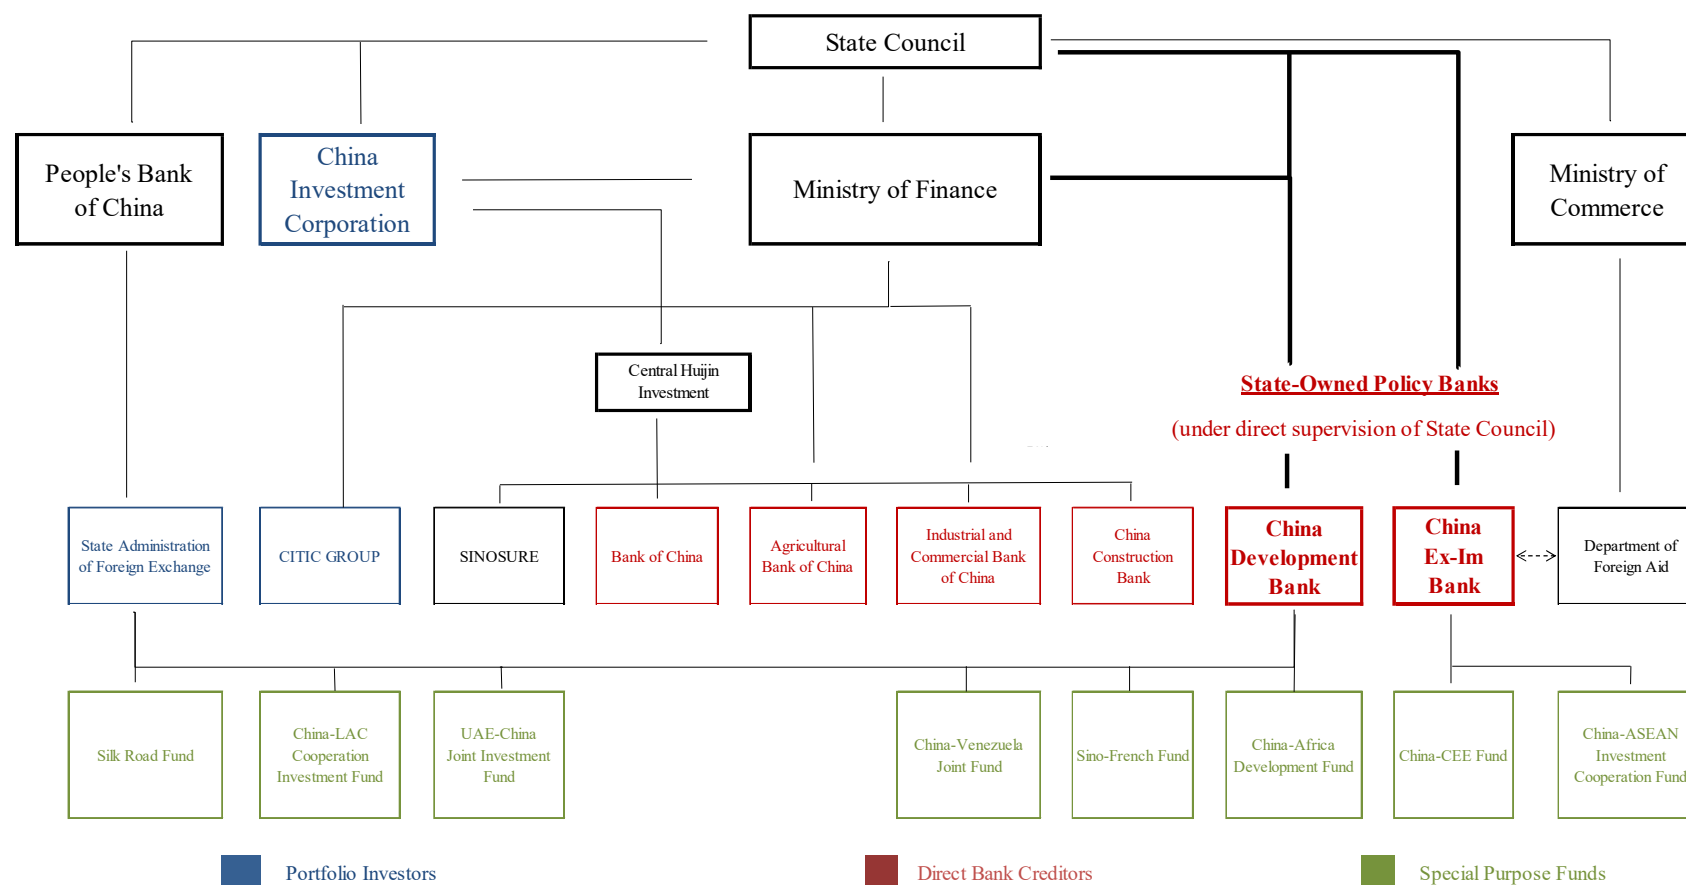 State Council
People's Bank
of China
China
Investment
Corporation
Ministry of Finance
Ministry of
Commerce
Central Huijin
Investment
State-Owned Policy Banks
(under direct supervision of State Council)
State Administration
of Foreign Exchange
CITIC GROUP
SINOSURE
Bank of China
Agricultural
Bank of China
Industrial and
Commercial Bank
of China
China
Construction
Bank
China
Development
Bank
China
Ex-Im
Bank
Department of
Foreign Aid
Silk Road Fund
China-LAC
Cooperation
Investment Fund
UAE-China
Joint Investment
Fund
China-Venezuela
Joint Fund
Sino-French Fund
China-Africa
Development Fund
China-CEE Fund
China-ASEAN
Investment
Cooperation Fund
Portfolio Investors
Direct Bank Creditors
Special Purpose Funds